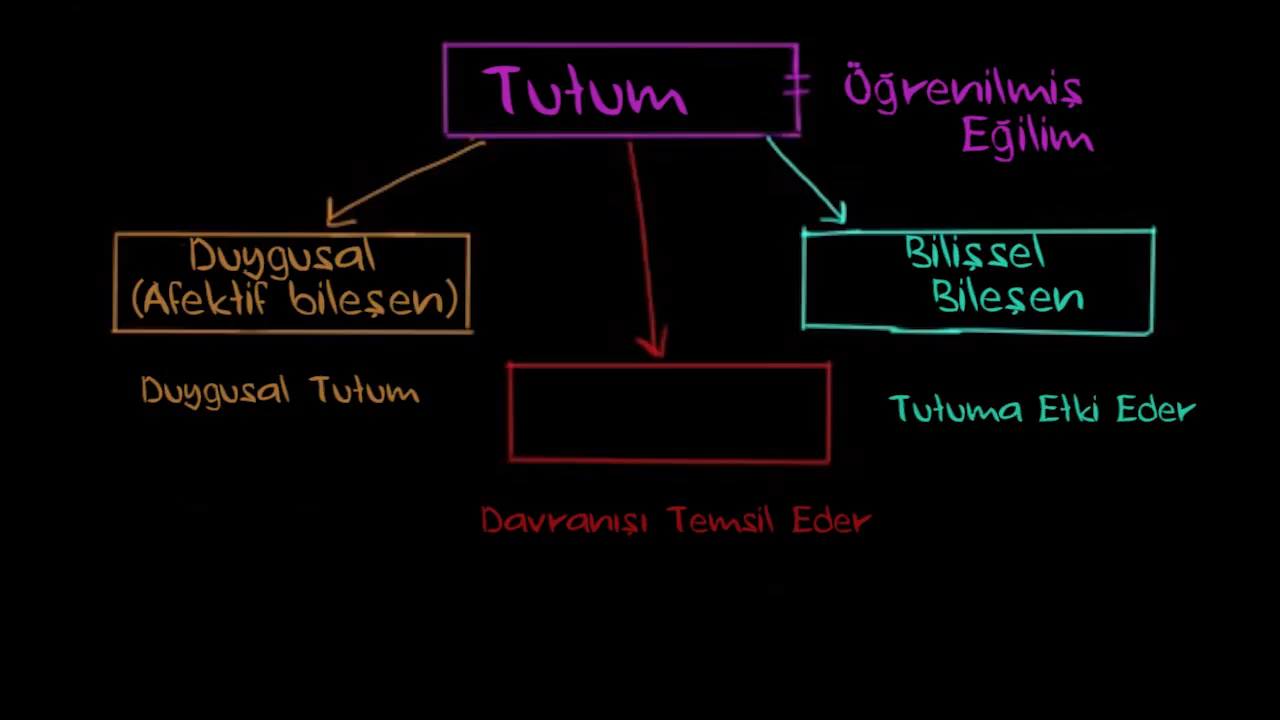 Tutum
Öğrenilmiş
Eğilim
Duygusal
(Afektif bileşen)
Bilişsel
Bileşen
Duygusal Tutum
Tutuma Etki Eder
Davranışı Temsil Eder